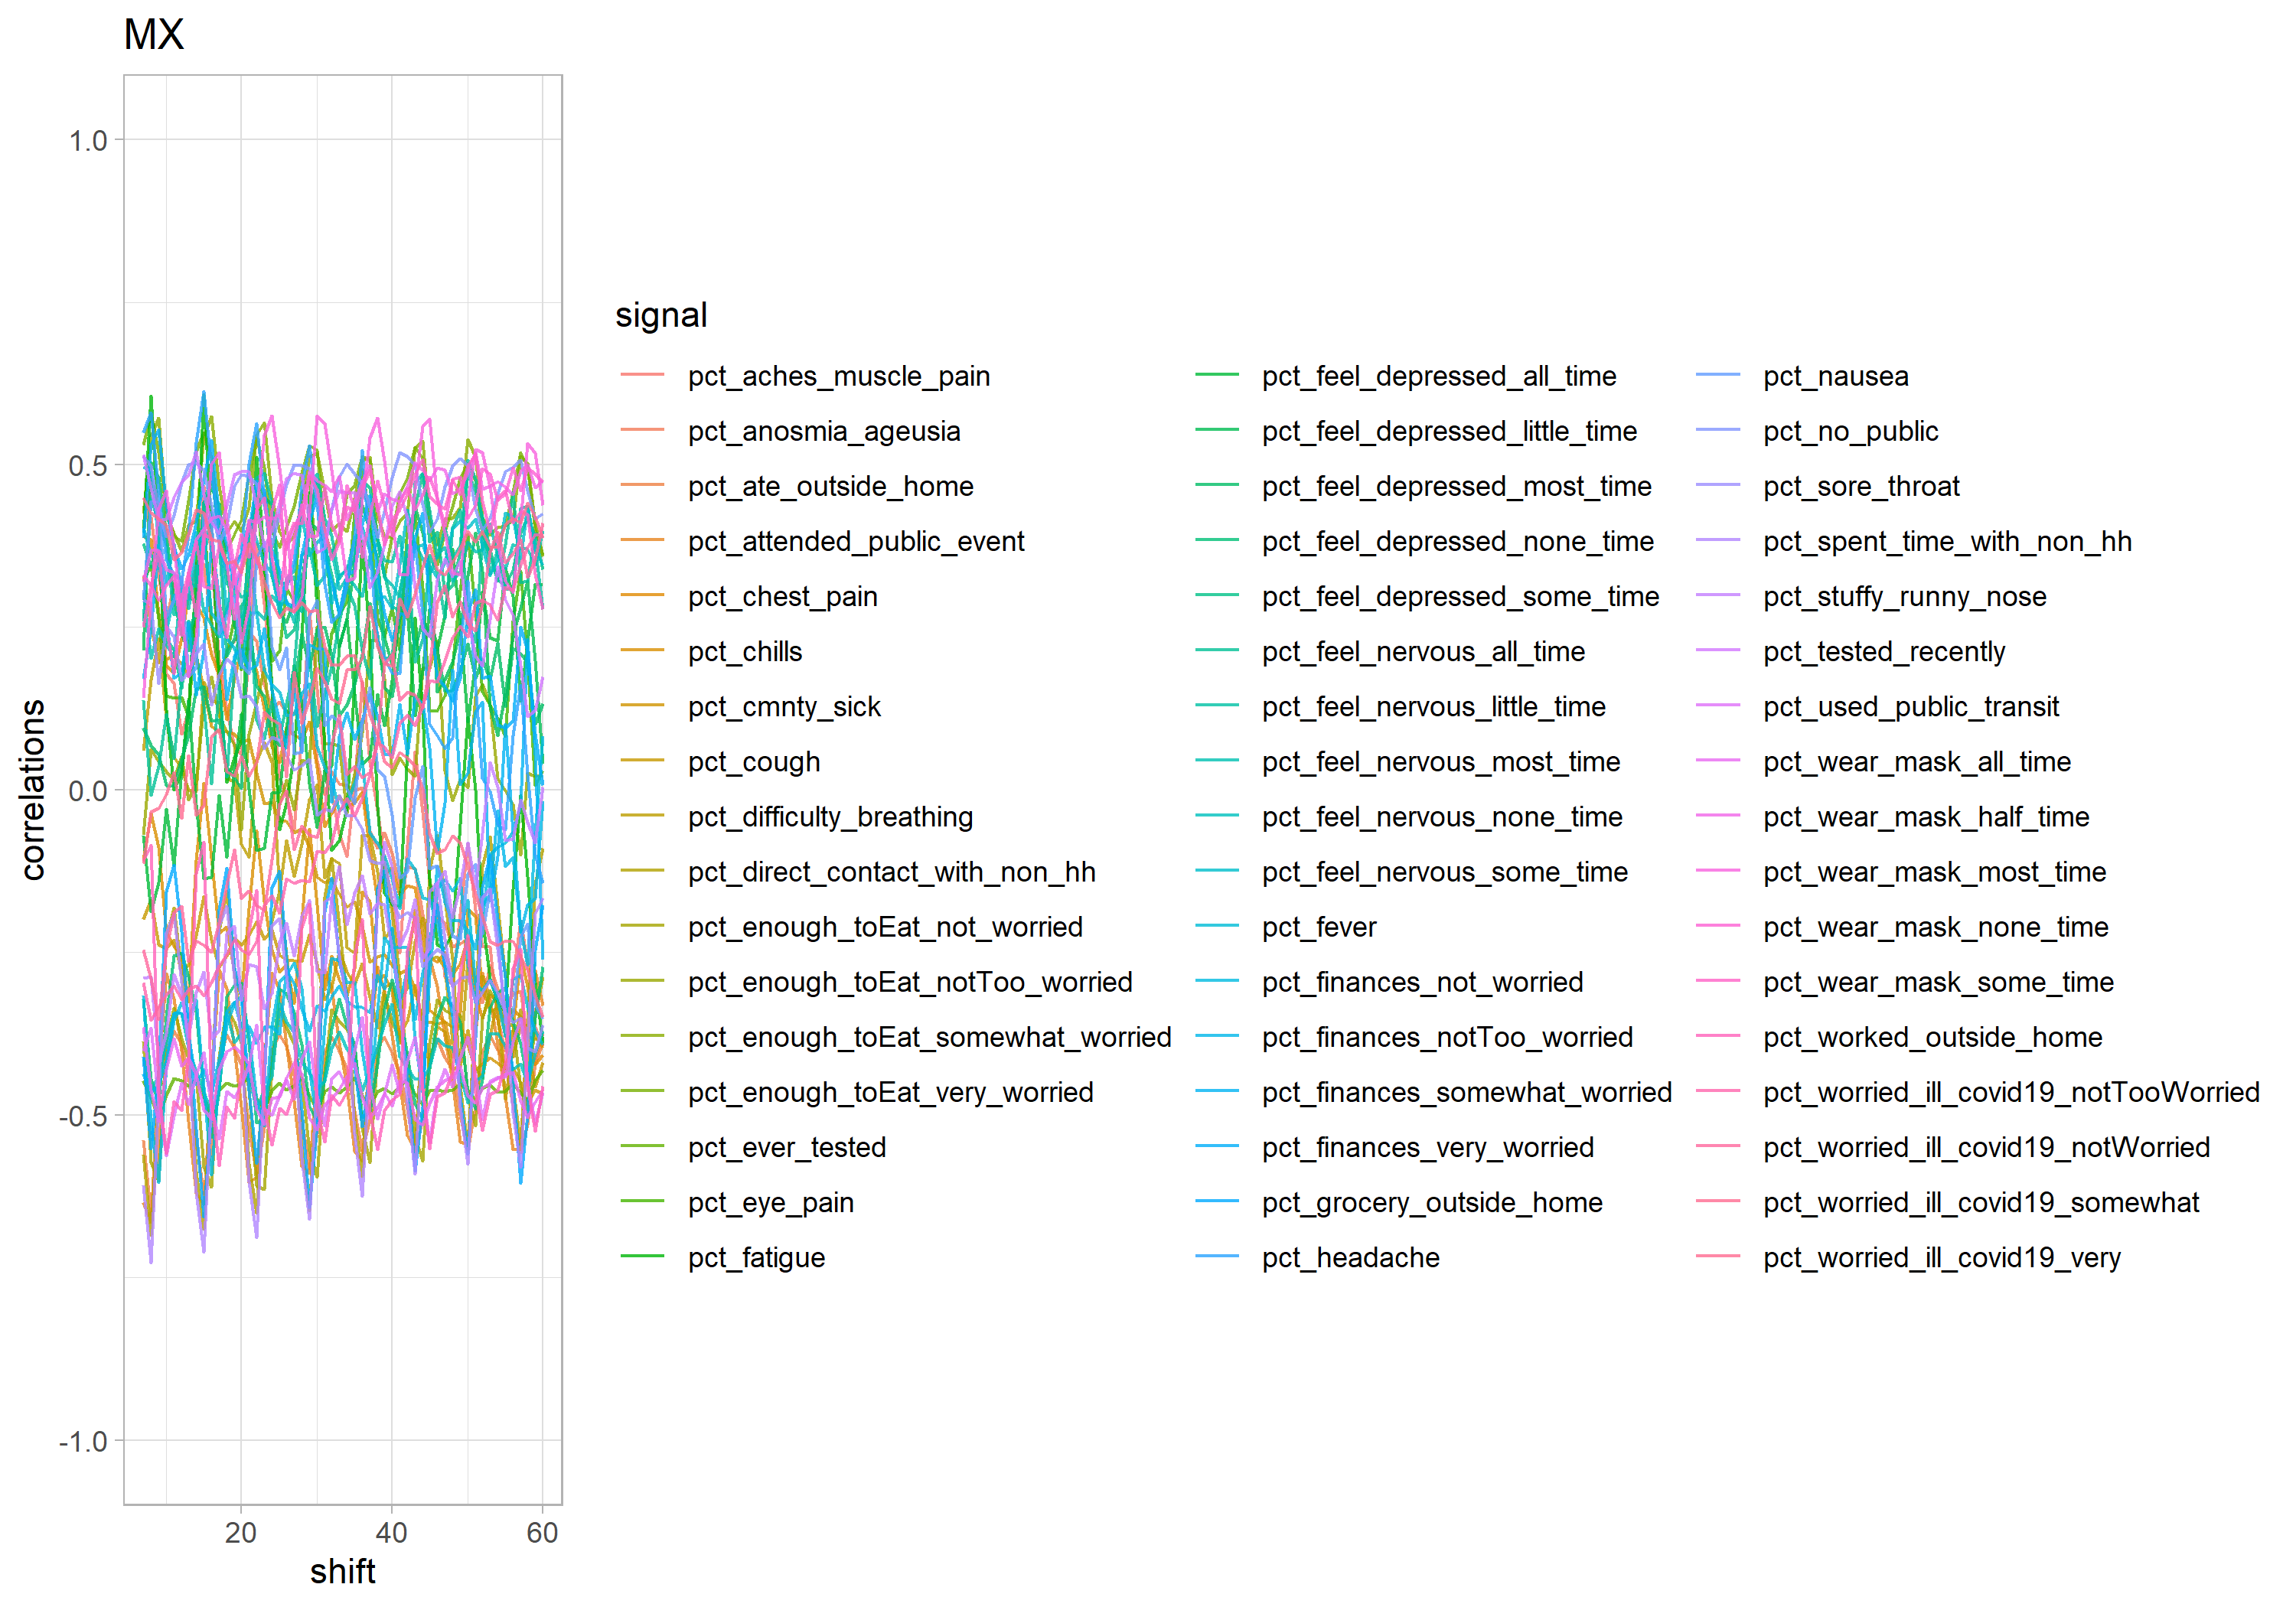 MX
1.0
0.5
0.0
-0.5
-1.0
correlations
20 40 60
shift
signal
pct_aches_muscle_pain
pct_anosmia_ageusia
pct_ate_outside_home
pct_attended_public_event
pct_chest_pain
pct_chills
pct_cmnty_sick
pct_cough
pct_difficulty_breathing
pct_direct_contact_with_non_hh
pct_enough_toEat_not_worried
pct_enough_toEat_notToo_worried
pct_enough_toEat_somewhat_worried
pct_enough_toEat_very_worried
pct_ever_tested
pct_eye_pain
pct_fatigue
pct_feel_depressed_all_time
pct_feel_depressed_little_time
pct_feel_depressed_most_time
pct_feel_depressed_none_time
pct_feel_depressed_some_time
pct_feel_nervous_all_time
pct_feel_nervous_little_time
pct_feel_nervous_most_time
pct_feel_nervous_none_time
pct_feel_nervous_some_time
pct_fever
pct_finances_not_worried
pct_finances_notToo_worried
pct_finances_somewhat_worried
pct_finances_very_worried
pct_grocery_outside_home
pct_headache
pct_nausea
pct_no_public
pct_sore_throat
pct_spent_time_with_non_hh
pct_stuffy_runny_nose
pct_tested_recently
pct_used_public_transit
pct_wear_mask_all_time
pct_wear_mask_half_time
pct_wear_mask_most_time
pct_wear_mask_none_time
pct_wear_mask_some_time
pct_worked_outside_home
pct_worried_ill_covid19_notTooWorried
pct_worried_ill_covid19_notWorried
pct_worried_ill_covid19_somewhat
pct_worried_ill_covid19_very